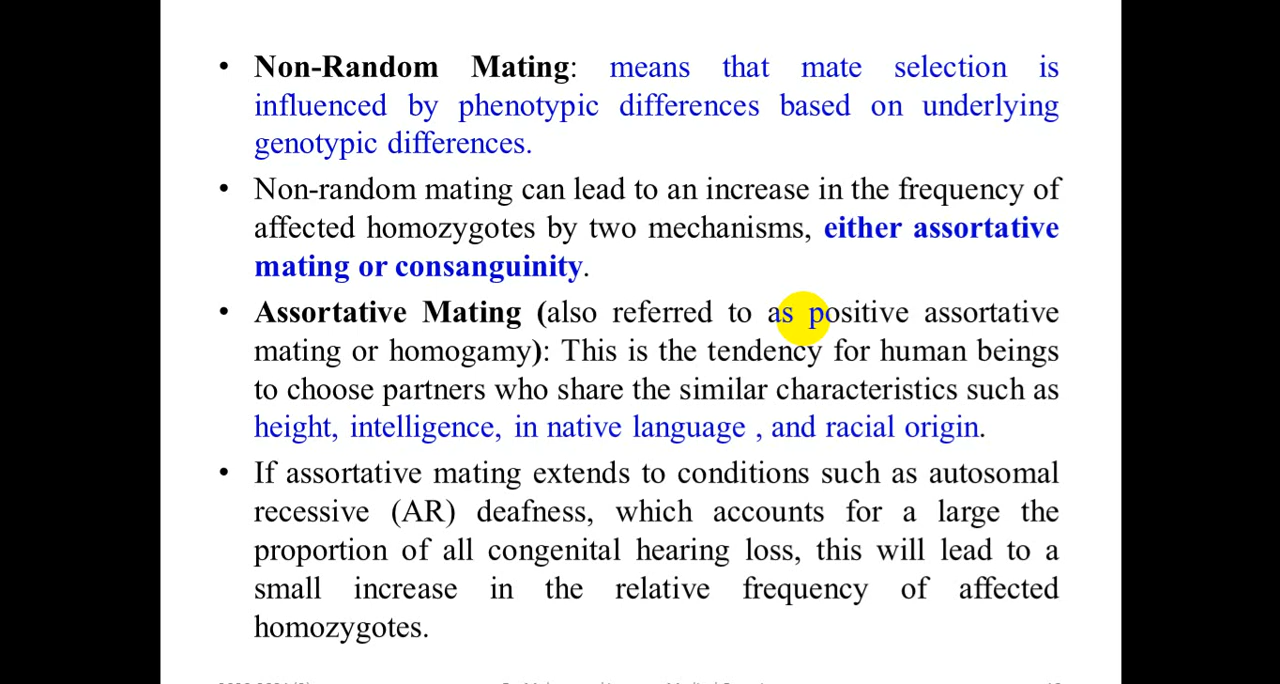 • Non-Random Mating: means that mate selection is
influenced by phenotypic differences based on underlying
genotypic differences.
• Non-random mating can lead to an increase in the frequency of
affected homozygotes by two mechanisms, either assortative
mating or consanguinity.
• Assortative Mating (also referred to as positive assortative
mating or homogamy): This is the tendency for human beings
to choose partners who share the similar characteristics such as
height, intelligence, in native language , and racial origin.
• If assortative mating extends to conditions such as autosomal
recessive (AR) deafness, which accounts for a large the
proportion of all congenital hearing loss, this will lead to a
small increase in the relative frequency of affected
homozygotes.